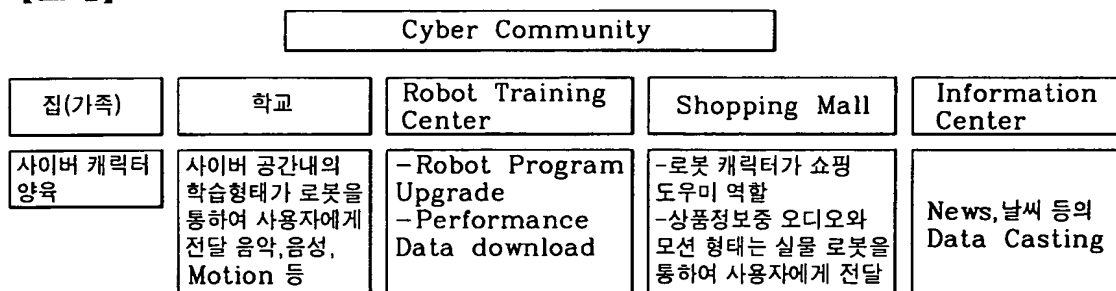 Cyber Community
집(가족)
학교
Robot Training
Center
Shopping Mall
Information
Center
사이버 캐릭터
양육
사이버 공간내의
학습형태가 로봇을
통하여 사용자에게
전달 음악,음성,
Motion 등
-Robot Program
Upgrade
-Performance
Data download
-로봇 캐릭터가 쇼핑
도우미 역할
-상품정보중 오디오와
모션 형태는 실물 로봇을
통하여 사용자에게 전달
News,날씨 등의
Data Casting